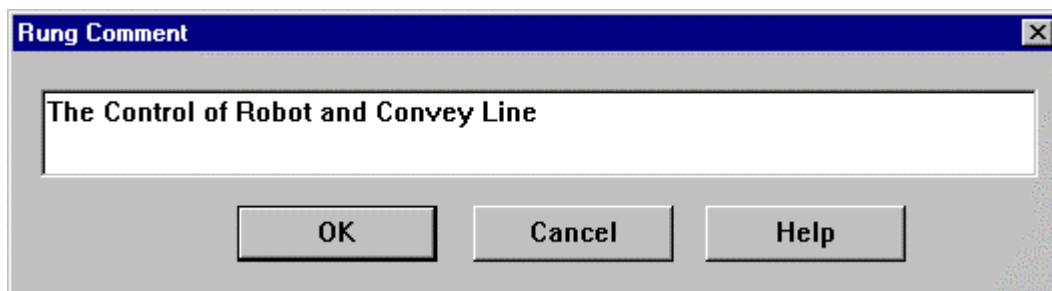 Rung Comment
The Control of Robot and Convey Line
OK Cancel Help